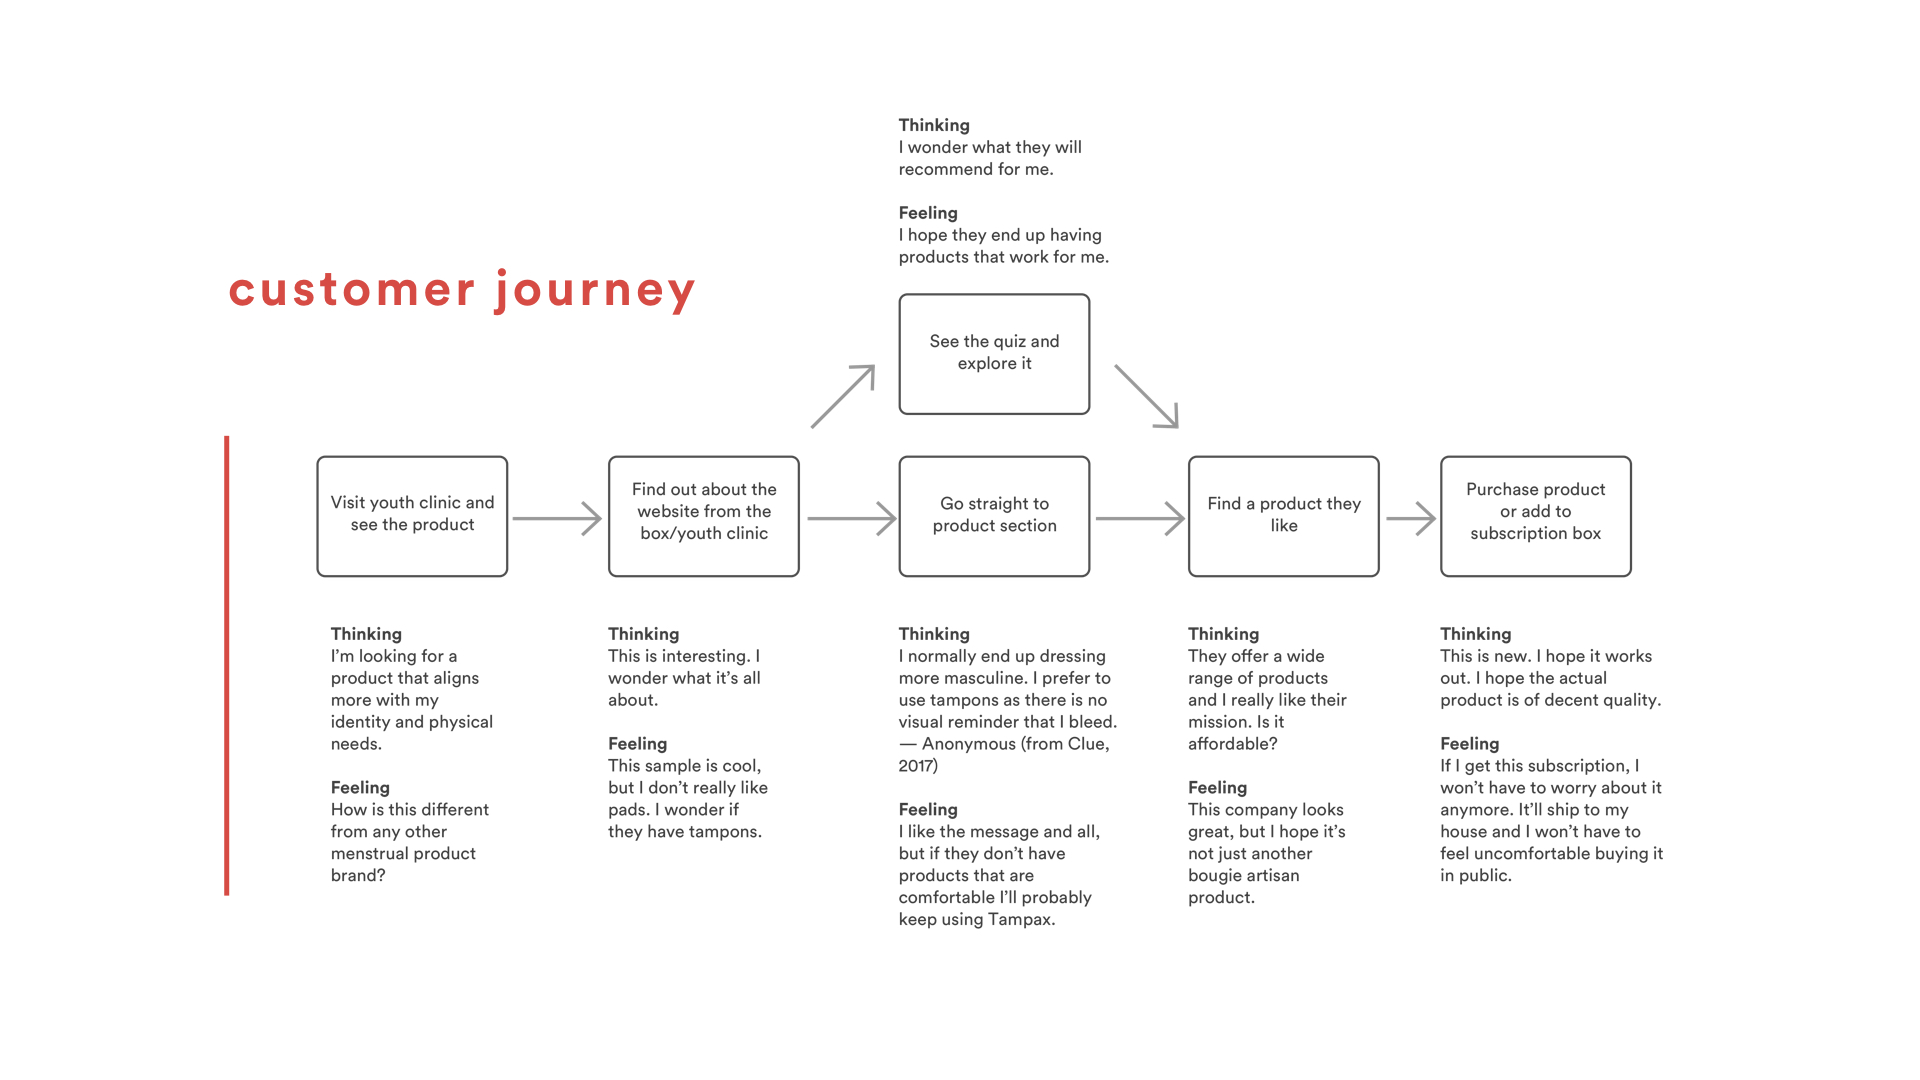 customer journey
Thinking
I wonder what they will
recommend for me.
Feeling
I hope they end up having
products that work for me.
See the quiz and
explore it
Visit youth clinic and
see the product
Find out about the
website from the
box/youth clinic
Go straight to
product section
Find a product they
like
Purchase product
or add to
subscription box
Thinking
I’m looking for a
product that aligns
more with my
identity and physical
needs.
Feeling
How is this different
from any other
menstrual product
brand?
Thinking
This is interesting. I
wonder what it’s all
about.
Feeling
This sample is cool,
but I don’t really like
pads. I wonder if
they have tampons.
Thinking
I normally end up dressing
more masculine. I prefer to
use tampons as there is no
visual reminder that I bleed.
— Anonymous (from Clue,
2017)
Feeling
I like the message and all,
but if they don’t have
products that are
comfortable I’ll probably
keep using Tampax.
Thinking
They offer a wide
range of products
and I really like their
mission. Is it
affordable?
Feeling
This company looks
great, but I hope it’s
not just another
bougie artisan
product.
Thinking
This is new. I hope it works
out. I hope the actual
product is of decent quality.
Feeling
If I get this subscription, I
won’t have to worry about it
anymore. It’ll ship to my
house and I won’t have to
feel uncomfortable buying it
in public.